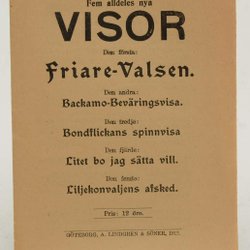 Fem alldeles nya
VISOR
Den första:
Friare-Valsen.
Den andra:
Backamo-Beväringsvisa.
Den tredje:
Bondflickans spinnvisa
Den fjärde:
Litet bo jag sätta vill.
Den femte:
Liljekonvaljens afsked.
Pris: 12 öre.
GÖTEBORG, A. LINDGREN & SÖNER,